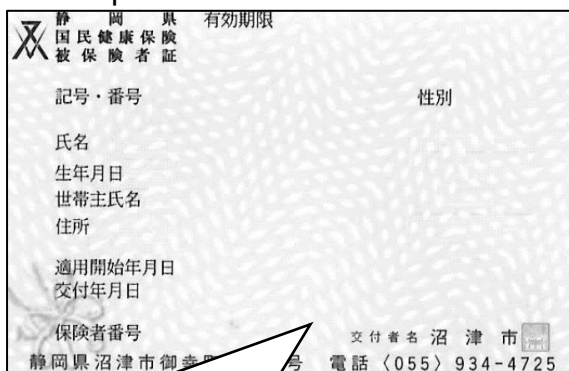 静岡県 有効期限
国民健康保険
被保険者証
記号・番号 性別
氏名
生年月日
世帯主氏名
住所
適用開始年月日
交付年月日
保険者番号 交付者名 沼津市
静岡県沼津市御幸 号 電話〈055〉934-4725